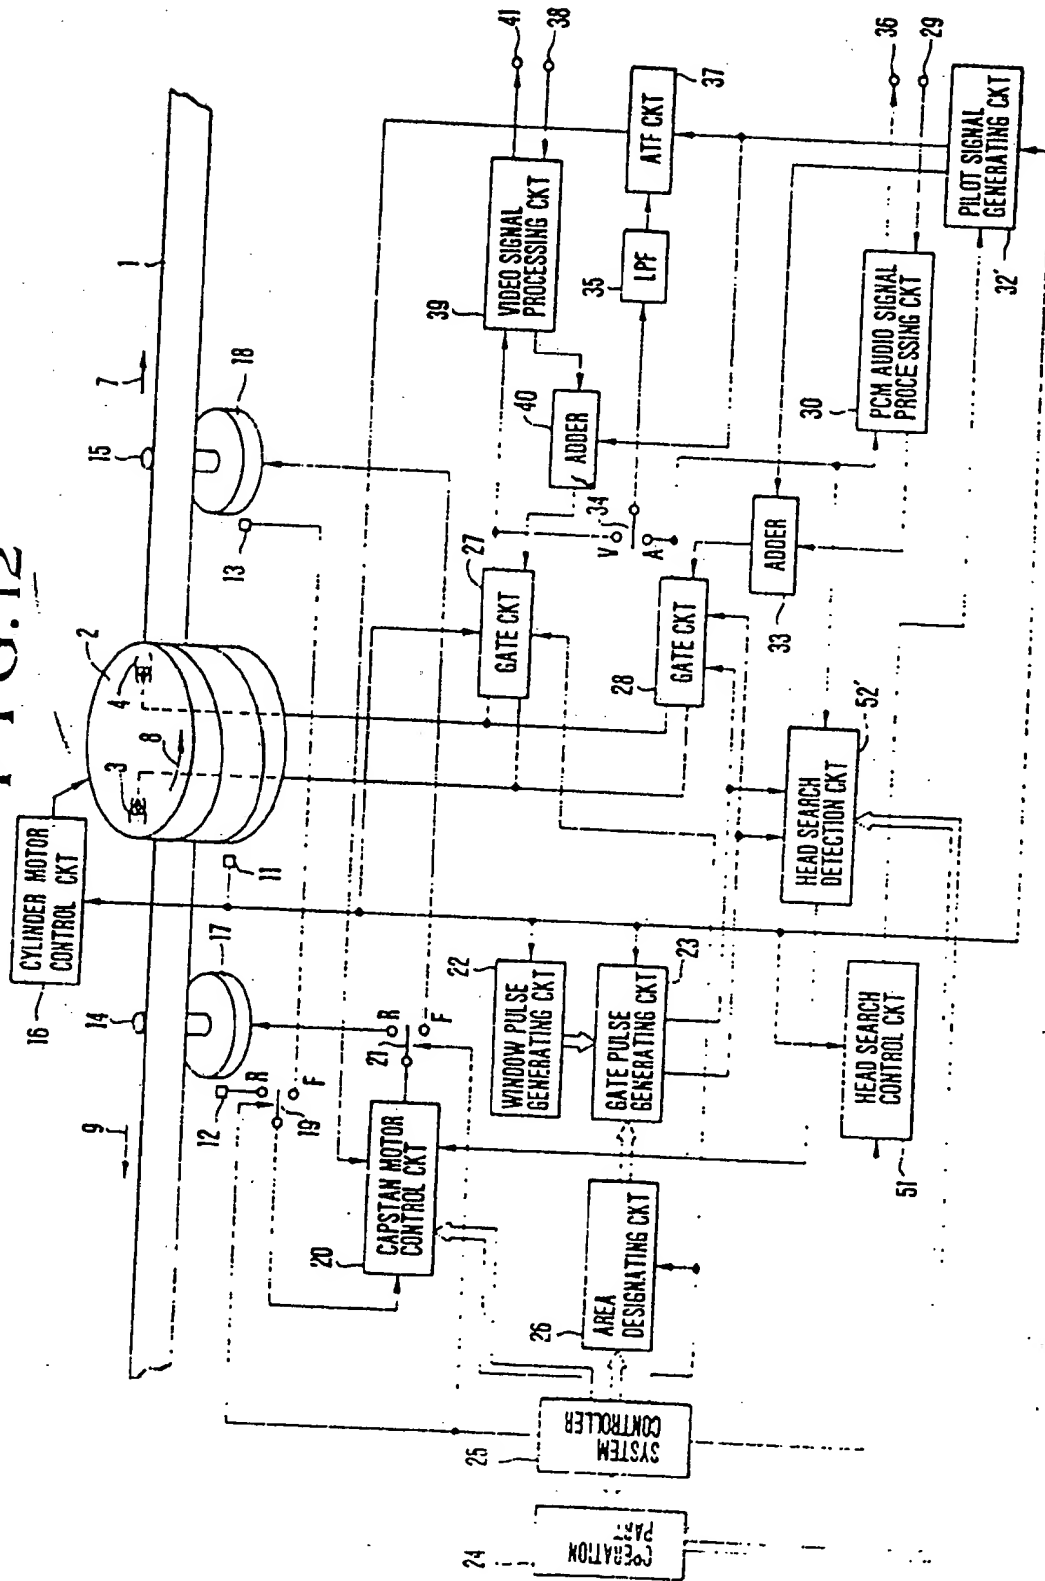 FIG.12
16
CYLINDER MOTOR
CONTROL CKT
14
17
9
12
R
F
19
11
3
8
4
2
1
7
15
18
13
20
CAPSTAN MOTOR
CONTROL CKT
21
R
F
22
WINDOW PULSE
GENERATING CKT
GATE PULSE
GENERATING CKT
23
24
OPERATION
PART
25
SYSTEM
CONTROLLER
26
AREA
DESIGNATING CKT
27
GATE CKT
28
GATE CKT
V
34
A
40
ADDER
39
VIDEO SIGNAL
PROCESSING CKT
41
38
35
LPF
ATF CKT
37
33
ADDER
30
PCM AUDIO SIGNAL
PROCESSING CKT
36
29
PILOT SIGNAL
GENERATING CKT
32'
HEAD SEARCH
DETECTION CKT
52'
HEAD SEARCH
CONTROL CKT
51